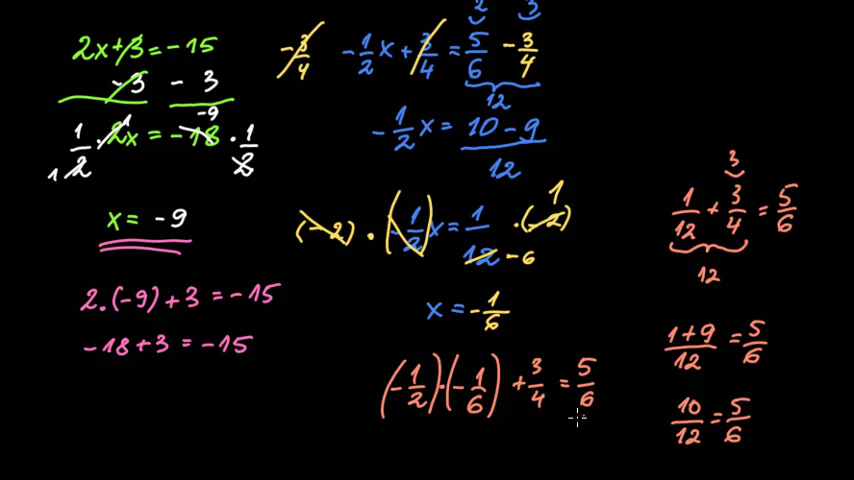 2x+3=-15
-3 -3
1/2 · 2x = -18 · 1/2
1 1 -9
x = -9
2·(-9)+3=-15
-18+3=-15
2 3
-3/4 -1/2x+3/4=5/6-3/4
12
-1/2x=10-9/12
1
(-2)·(-1/2)x=1/12·(-2)
-6
x=-1/6
(-1/2)·(-1/6)+3/4=5/6
3
1/12+3/4=5/6
12
1+9/12=5/6
10/12=5/6